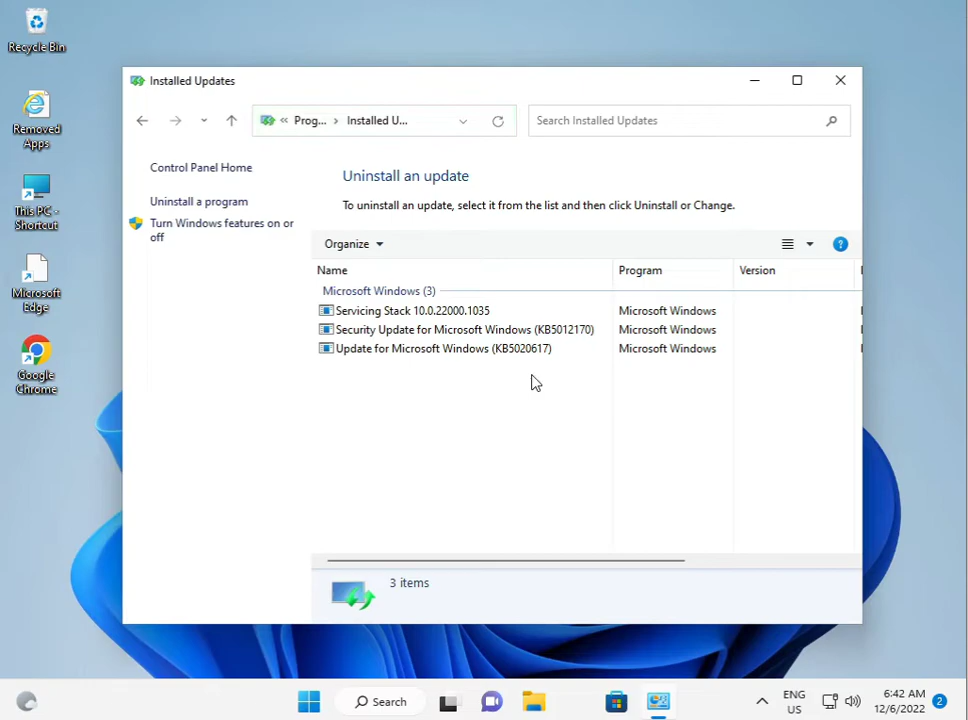 Recycle Bin
Removed
Apps
This PC -
Shortcut
Microsoft
Edge
Google
Chrome
Installed Updates
« Prog... › Installed U...
Search Installed Updates
Control Panel Home
Uninstall a program
Turn Windows features on or
off
Uninstall an update
To uninstall an update, select it from the list and then click Uninstall or Change.
Organize
Name Program Version
Microsoft Windows (3)
Servicing Stack 10.0.22000.1035 Microsoft Windows
Security Update for Microsoft Windows (KB5012170) Microsoft Windows
Update for Microsoft Windows (KB5020617) Microsoft Windows
3 items
Search
ENG
US
6:42 AM
12/6/2022
2